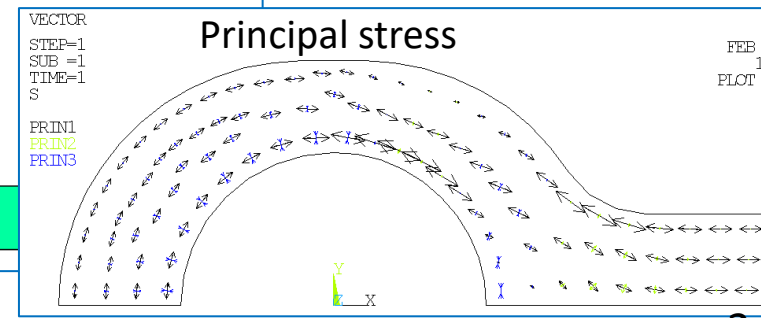 VECTOR
Principal stress
STEP=1
SUB =1
TIME=1
S
FEB
1
PLOT
PRIN1
PRIN2
PRIN3
Y
Z X